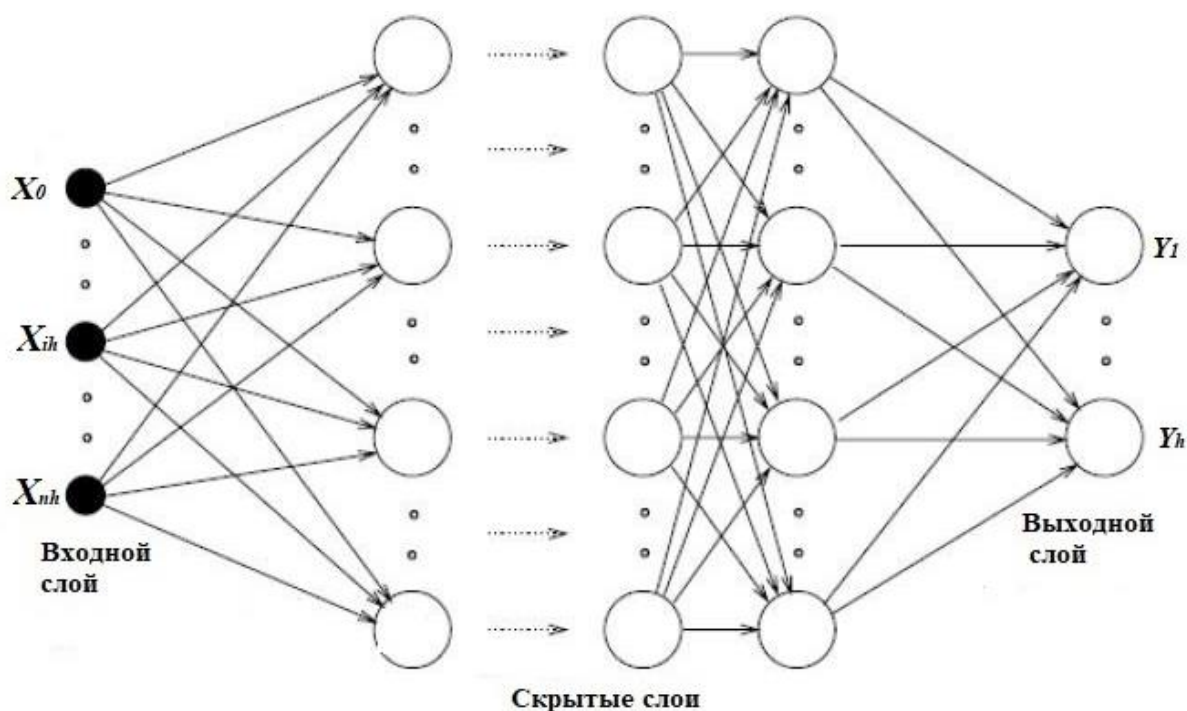 X0
Xih
Xnh
Входной
слой
Y1
Yh
Выходной
слой
Скрытые слои